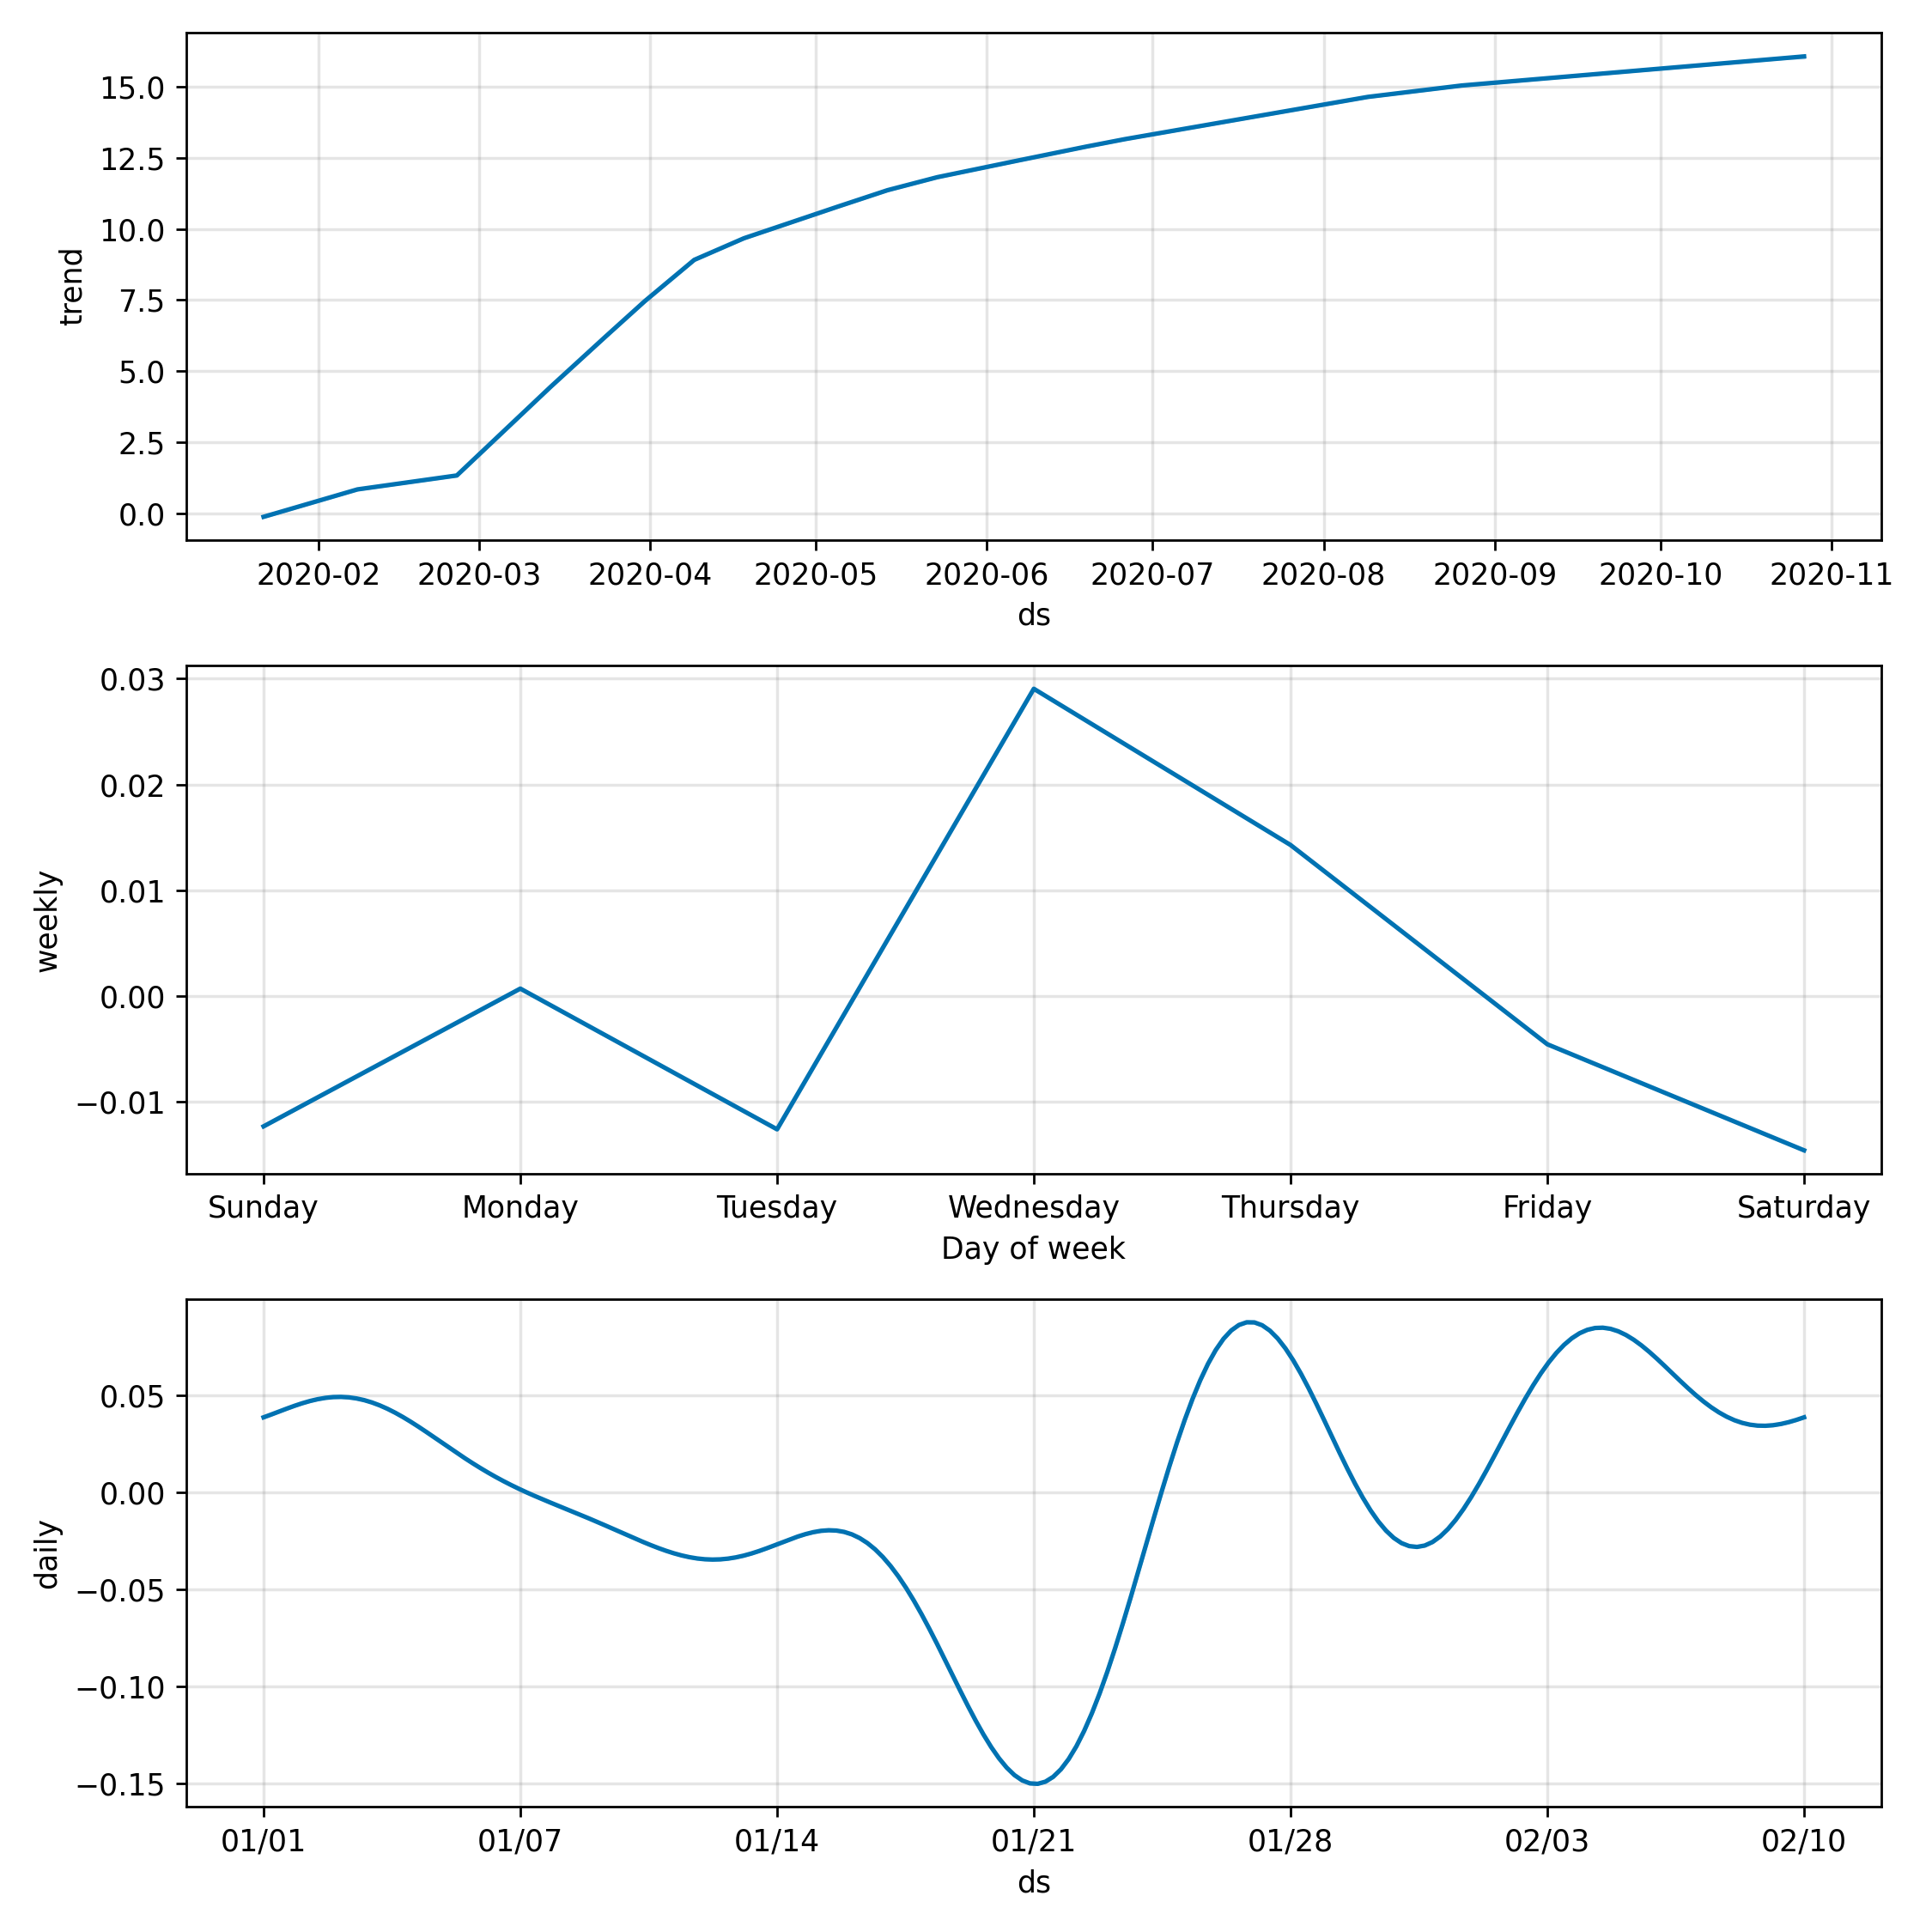 15.0
12.5
10.0
7.5
5.0
2.5
0.0
trend
2020-02 2020-03 2020-04 2020-05 2020-06 2020-07 2020-08 2020-09 2020-10 2020-11
ds
0.03
0.02
0.01
0.00
−0.01
weekly
Sunday Monday Tuesday Wednesday Thursday Friday Saturday
Day of week
0.05
0.00
−0.05
−0.10
−0.15
daily
01/01 01/07 01/14 01/21 01/28 02/03 02/10
ds